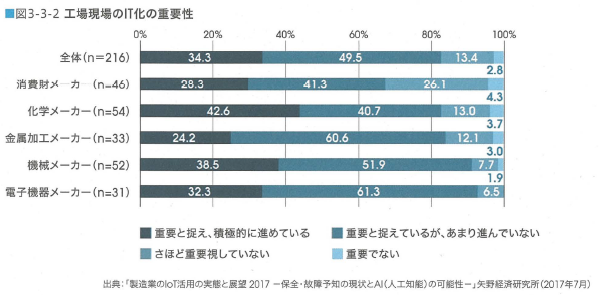 ■図3-3-2 工場現場のIT化の重要性
0% 20% 40% 60% 80% 100%
全体(n=216) 34.3 49.5 13.4 2.8
消費財メーカー(n=46) 28.3 41.3 26.1 4.3
化学メーカー(n=54) 42.6 40.7 13.0 3.7
金属加工メーカー(n=33) 24.2 60.6 12.1 3.0
機械メーカー(n=52) 38.5 51.9 7.7 1.9
電子機器メーカー(n=31) 32.3 61.3 6.5
■重要と捉え、積極的に進めている ■重要と捉えているが、あまり進んでいない
■さほど重要視していない ■重要でない
出典:「製造業のIoT活用の実態と展望 2017 −保全・故障予知の現状とAI(人工知能)の可能性−」矢野経済研究所(2017年7月)